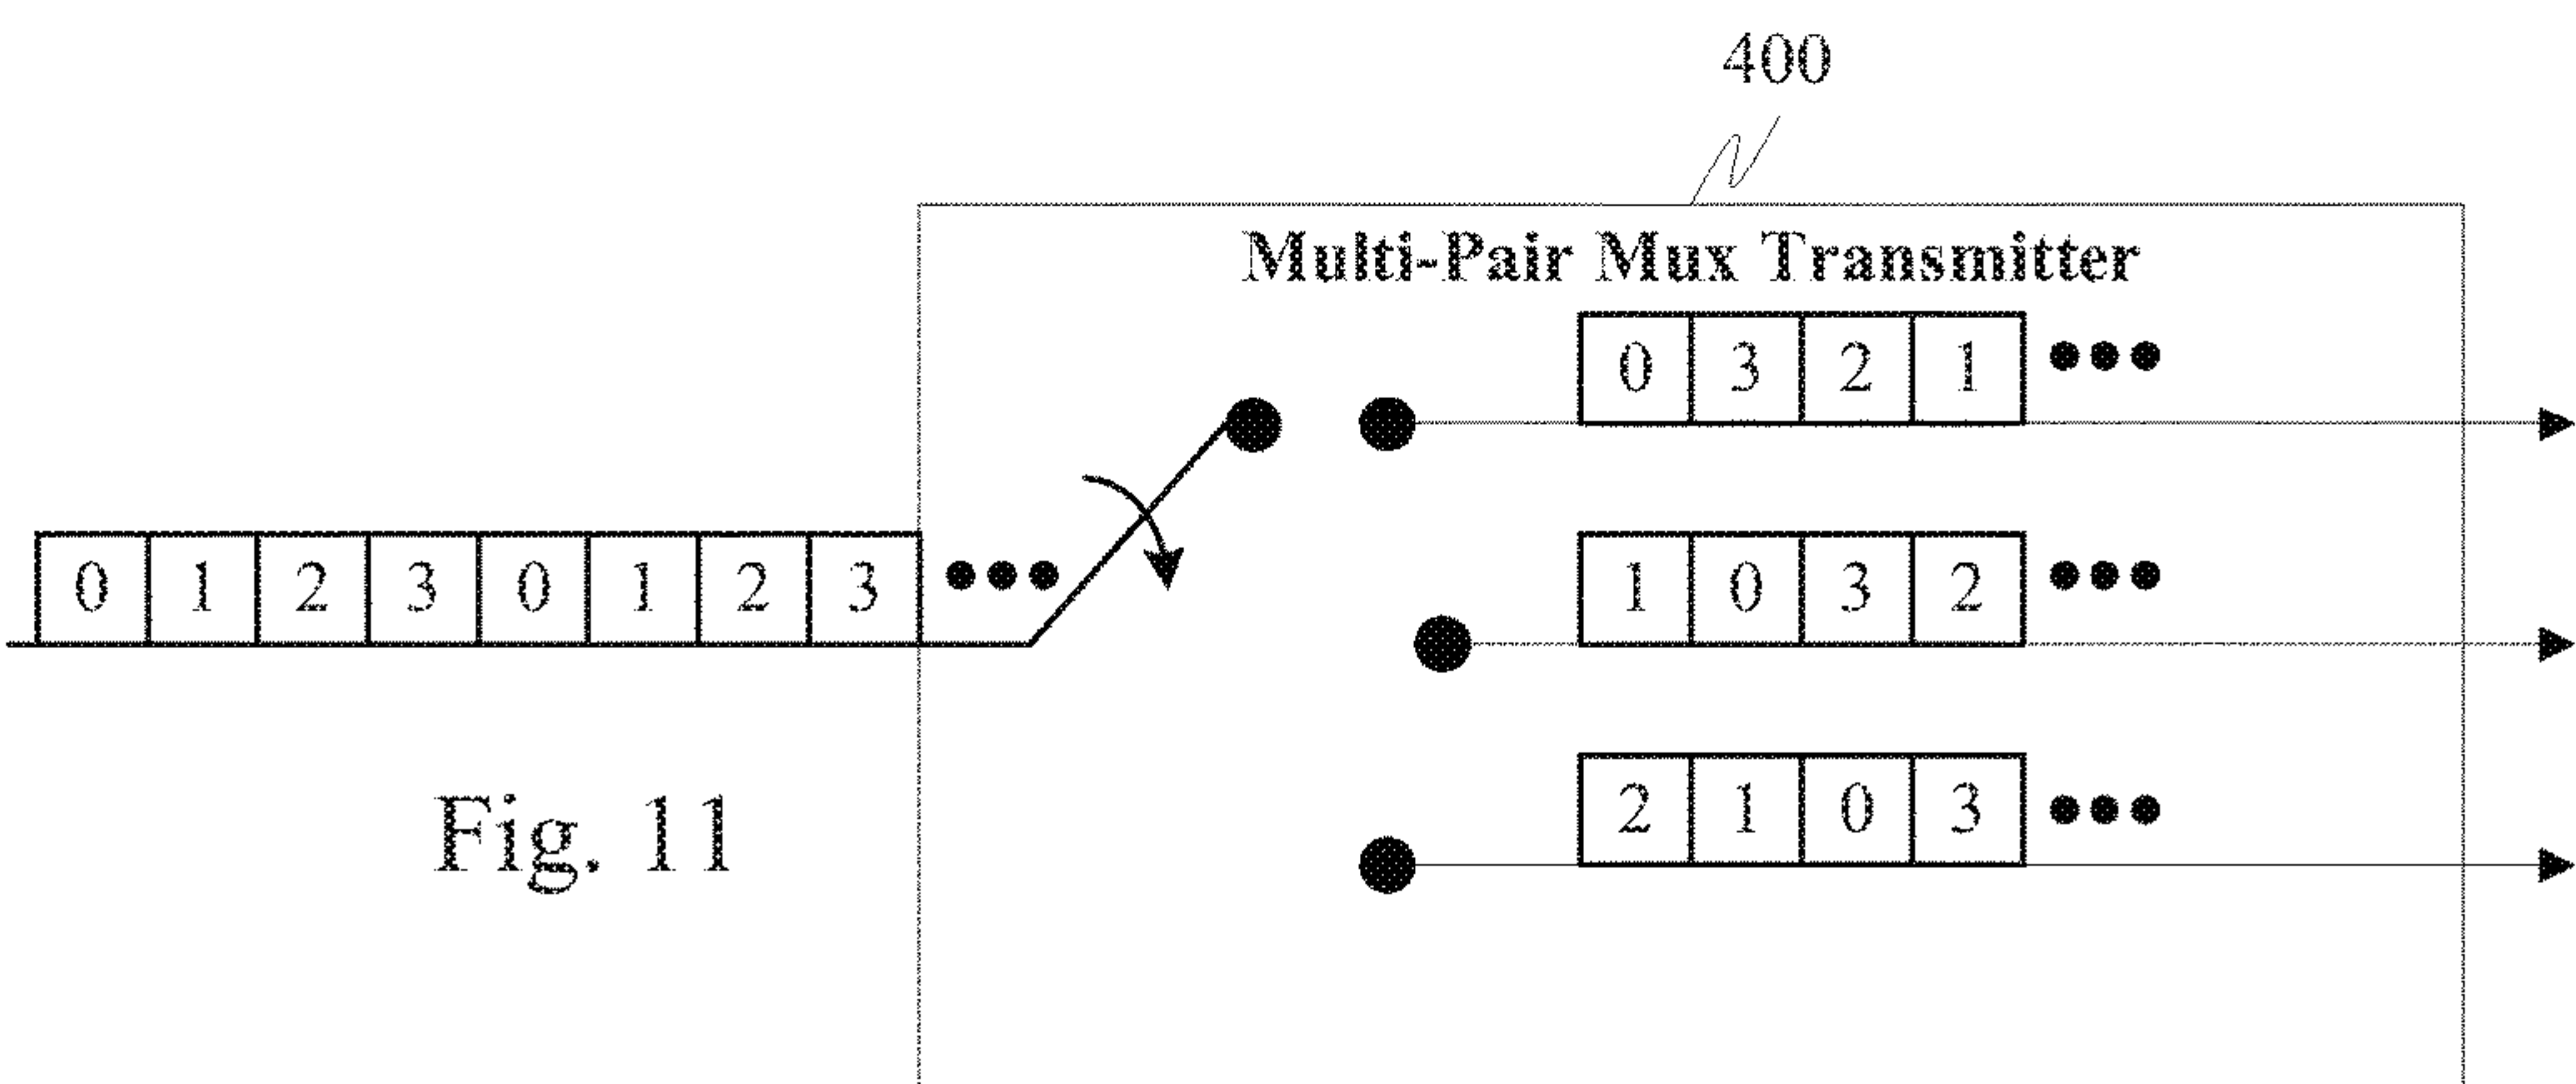 400
Multi-Pair Mux Transmitter
0 3 2 1
0 1 2 3 0 1 2 3
1 0 3 2
2 1 0 3
Fig. 11